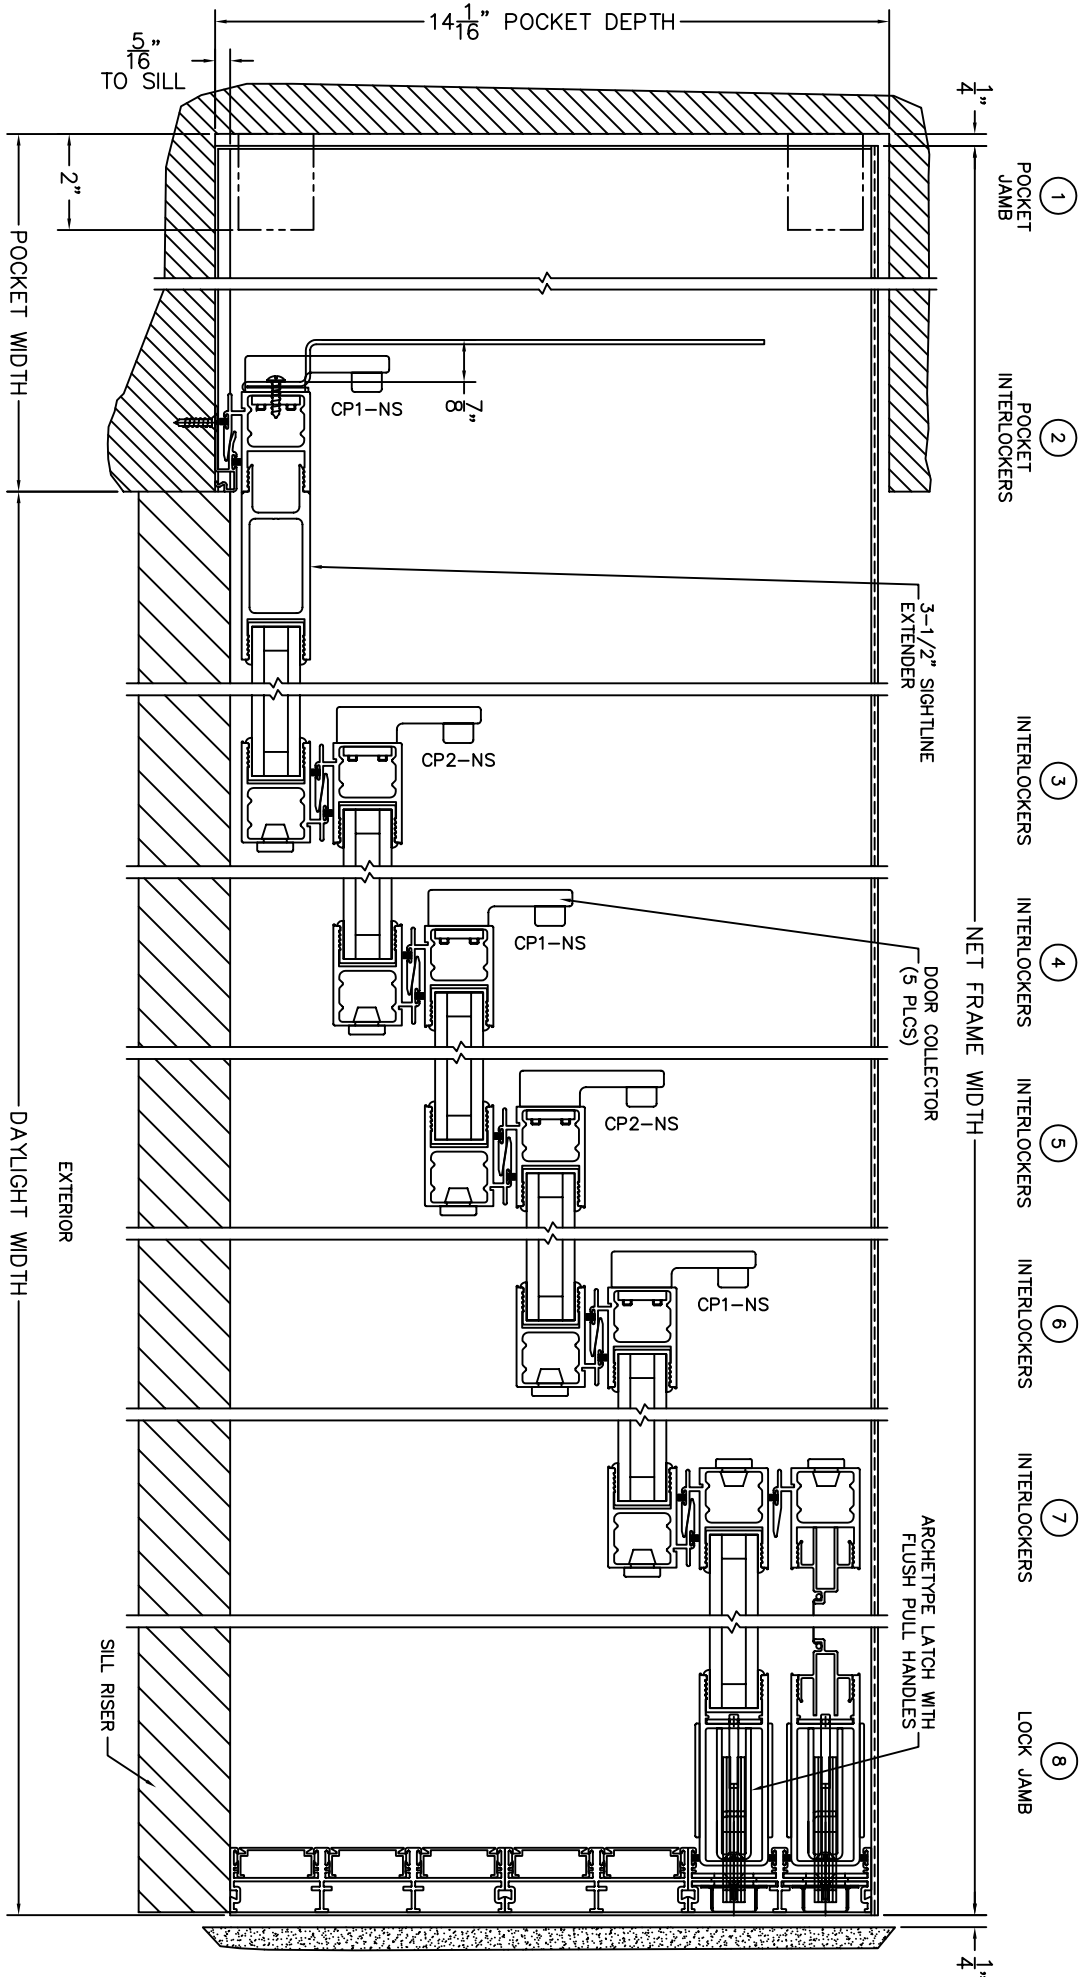 14 1/16" POCKET DEPTH
5/16"
TO SILL
1/4"
1
POCKET
JAMB
2"
POCKET WIDTH
2
POCKET
INTERLOCKERS
CP1-NS
7/8"
3-1/2" SIGHTLINE
EXTENDER
3
INTERLOCKERS
CP2-NS
4
INTERLOCKERS
CP1-NS
DOOR COLLECTOR
(5 PLCS)
NET FRAME WIDTH
5
INTERLOCKERS
CP2-NS
DAYLIGHT WIDTH
EXTERIOR
6
INTERLOCKERS
CP1-NS
7
INTERLOCKERS
ARCHETYPE LATCH WITH
FLUSH PULL HANDLES
8
LOCK JAMB
SILL RISER
1/4"